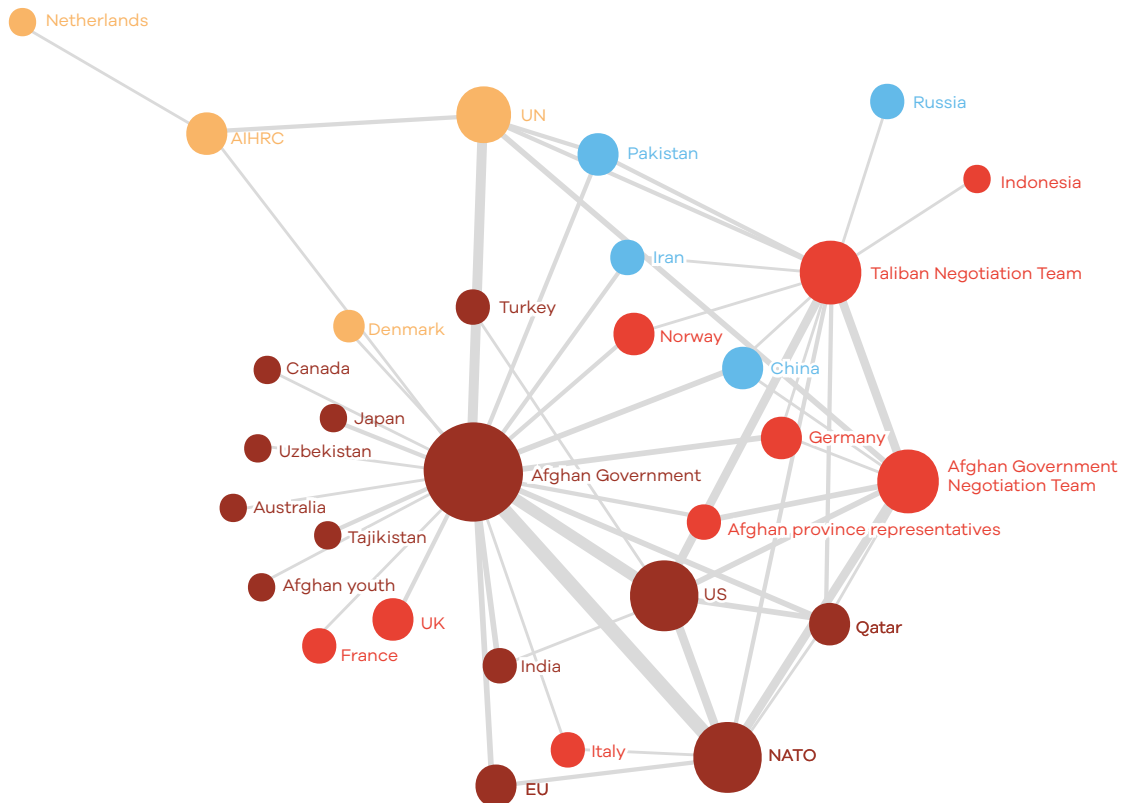 Netherlands
UN
Russia
AIHRC
Pakistan
Indonesia
Iran
Taliban Negotiation Team
Turkey
Denmark
Norway
Canada
China
Japan
Germany
Uzbekistan
Afghan Government
Afghan Government
Negotiation Team
Australia
Afghan province representatives
Tajikistan
Afghan youth
US
UK
Qatar
France
India
Italy
NATO
EU